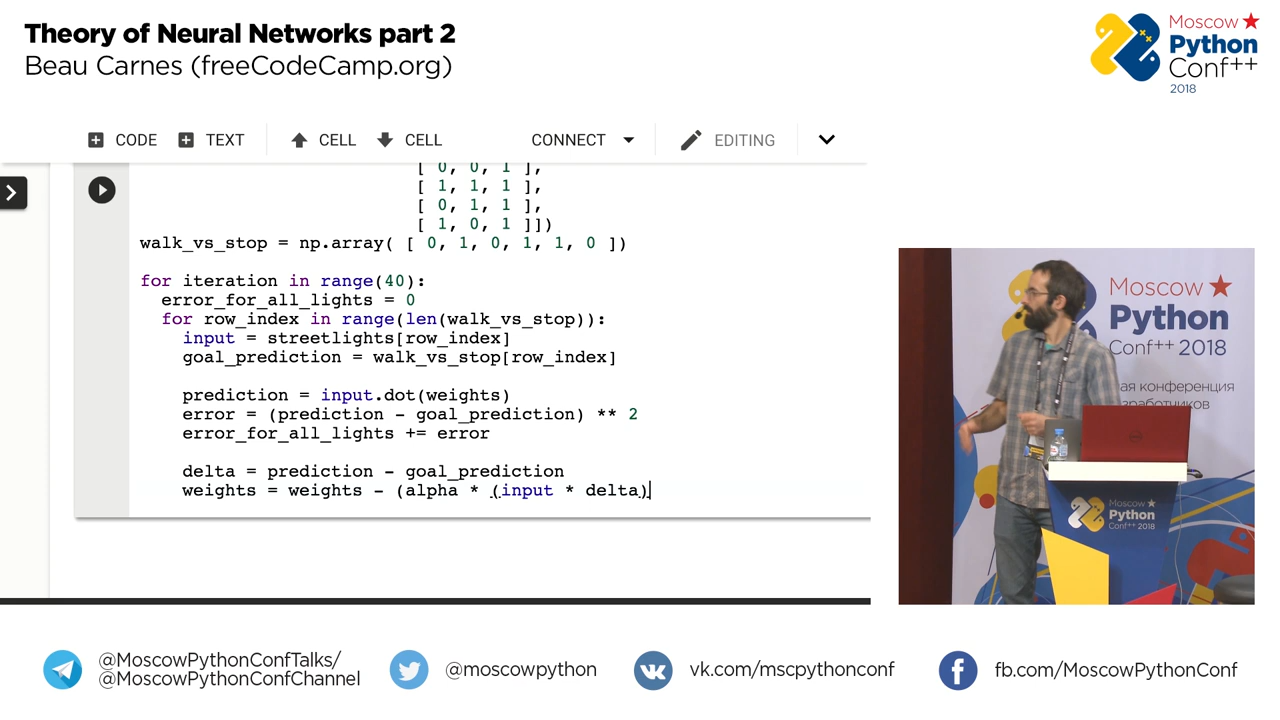 Theory of Neural Networks part 2
Beau Carnes (freeCodeCamp.org)
Moscow
Python
Conf++
2018
CODE TEXT CELL CELL CONNECT EDITING
[ 0, 0, 1 ],
[ 1, 1, 1 ],
[ 0, 1, 1 ],
[ 1, 0, 1 ]])
walk_vs_stop = np.array( [ 0, 1, 0, 1, 1, 0 ])
for iteration in range(40):
error_for_all_lights = 0
for row_index in range(len(walk_vs_stop)):
input = streetlights[row_index]
goal_prediction = walk_vs_stop[row_index]
prediction = input.dot(weights)
error = (prediction - goal_prediction) ** 2
error_for_all_lights += error
delta = prediction - goal_prediction
weights = weights - (alpha * (input * delta)
Moscow
Python
Conf++ 2018
ая конференция
зработчиков
Moscow
Python
Conf++ 2018
@MoscowPythonConfTalks/
@MoscowPythonConfChannel
@moscowpython
vk.com/mscpythonconf
fb.com/MoscowPythonConf